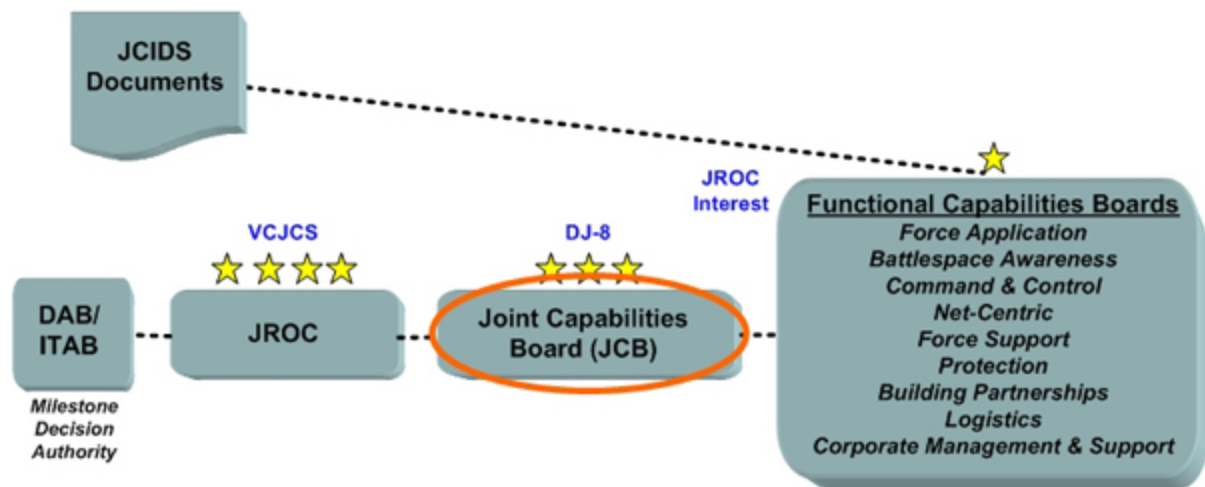 JCIDS
Documents
JROC
Interest
Functional Capabilities Boards
Force Application
Battlespace Awareness
Command & Control
Net-Centric
Force Support
Protection
Building Partnerships
Logistics
Corporate Management & Support
VCJCS
DJ-8
DAB/
ITAB
JROC
Joint Capabilities
Board (JCB)
Milestone
Decision
Authority